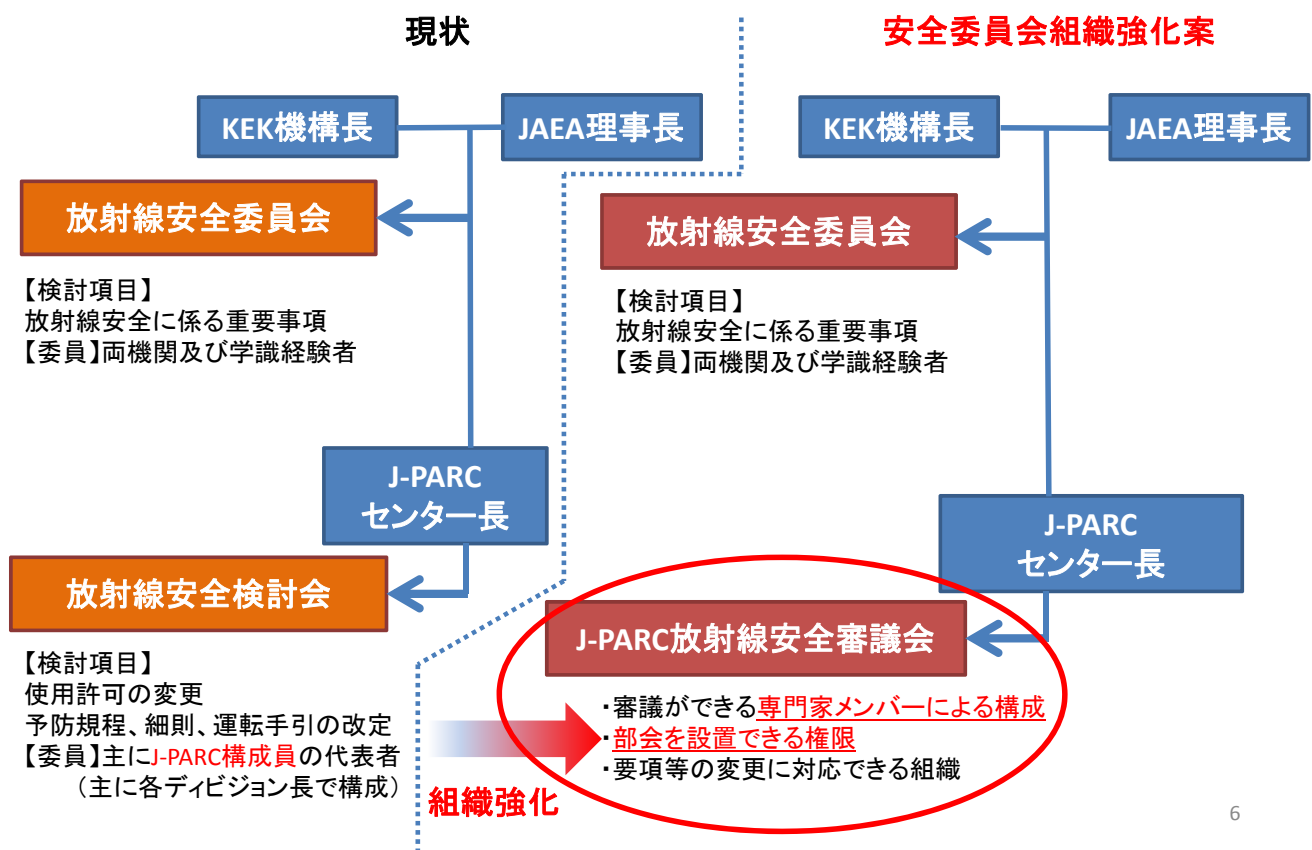 現状
KEK機構長
JAEA理事長
放射線安全委員会
【検討項目】
放射線安全に係る重要事項
【委員】両機関及び学識経験者
J-PARC
センター長
放射線安全検討会
【検討項目】
使用許可の変更
予防規程、細則、運転手引の改定
【委員】主にJ-PARC構成員の代表者
（主に各ディビジョン長で構成）
組織強化
安全委員会組織強化案
KEK機構長
JAEA理事長
放射線安全委員会
【検討項目】
放射線安全に係る重要事項
【委員】両機関及び学識経験者
J-PARC
センター長
J-PARC放射線安全審議会
・審議ができる専門家メンバーによる構成
・部会を設置できる権限
・要項等の変更に対応できる組織
6